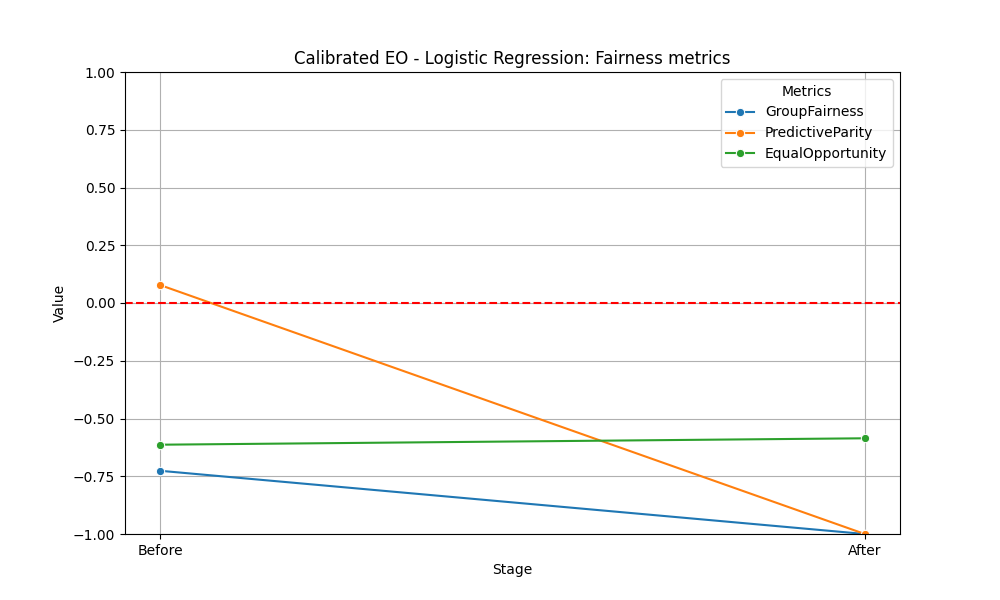 Calibrated EO - Logistic Regression: Fairness metrics
Metrics
GroupFairness
PredictiveParity
EqualOpportunity
1.00
0.75
0.50
0.25
0.00
−0.25
−0.50
−0.75
−1.00
Value
Before
After
Stage